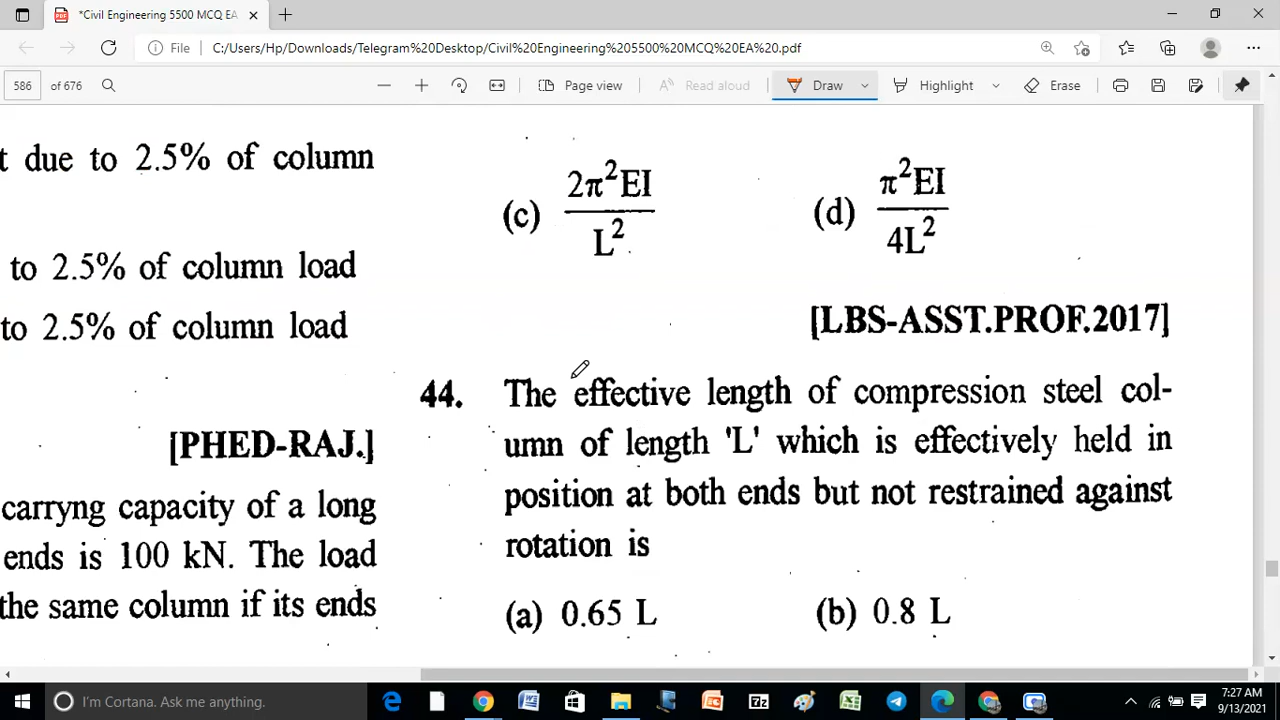 *Civil Engineering 5500 MCQ EA
File C:/Users/Hp/Downloads/Telegram%20Desktop/Civil%20Engineering%205500%20MCQ%20EA%20.pdf
586 of 676 Page view Read aloud Draw Highlight Erase
t due to 2.5% of column
to 2.5% of column load
to 2.5% of column load
[PHED-RAJ.]
carryng capacity of a long
ends is 100 kN. The load
the same column if its ends
(c) 2π²EI / L² (d) π²EI / 4L²
[LBS-ASST.PROF.2017]
44. The effective length of compression steel col-
umn of length 'L' which is effectively held in
position at both ends but not restrained against
rotation is
(a) 0.65 L (b) 0.8 L
I'm Cortana. Ask me anything.
7:27 AM
9/13/2021